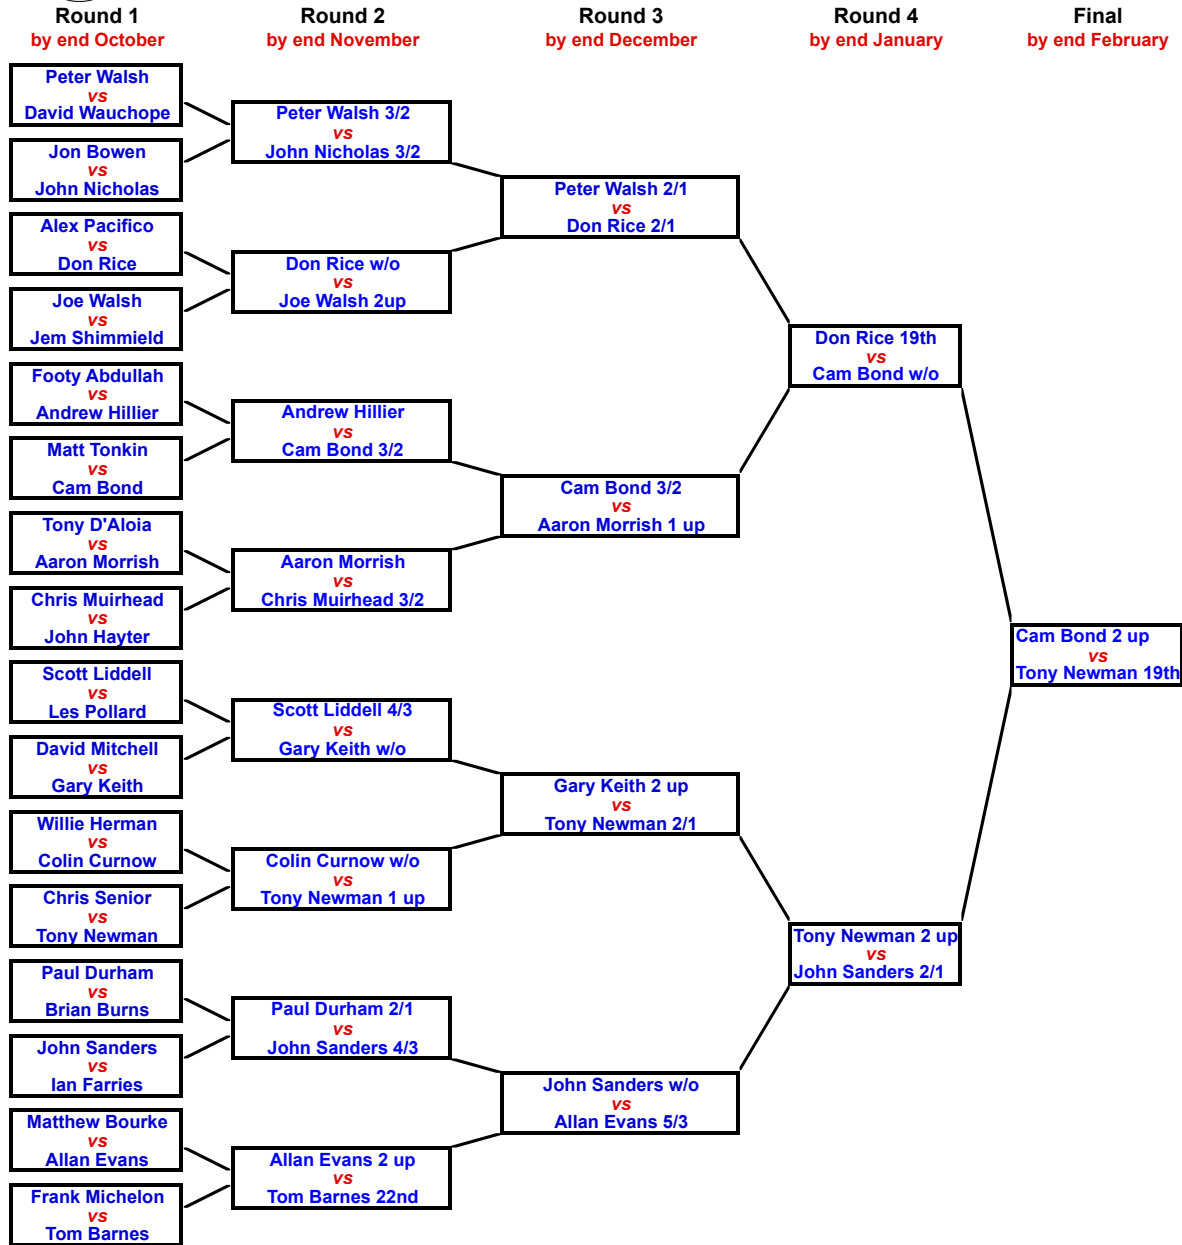 Round 1
by end October
Round 2
by end November
Round 3
by end December
Round 4
by end January
Final
by end February
Peter Walsh
vs
David Wauchope
Jon Bowen
vs
John Nicholas
Alex Pacifico
vs
Don Rice
Joe Walsh
vs
Jem Shimmield
Footy Abdullah
vs
Andrew Hillier
Matt Tonkin
vs
Cam Bond
Tony D'Aloia
vs
Aaron Morrish
Chris Muirhead
vs
John Hayter
Scott Liddell
vs
Les Pollard
David Mitchell
vs
Gary Keith
Willie Herman
vs
Colin Curnow
Chris Senior
vs
Tony Newman
Paul Durham
vs
Brian Burns
John Sanders
vs
Ian Farries
Matthew Bourke
vs
Allan Evans
Frank Michelon
vs
Tom Barnes
Peter Walsh 3/2
vs
John Nicholas 3/2
Don Rice w/o
vs
Joe Walsh 2up
Andrew Hillier
vs
Cam Bond 3/2
Aaron Morrish
vs
Chris Muirhead 3/2
Scott Liddell 4/3
vs
Gary Keith w/o
Colin Curnow w/o
vs
Tony Newman 1 up
Paul Durham 2/1
vs
John Sanders 4/3
Allan Evans 2 up
vs
Tom Barnes 22nd
Peter Walsh 2/1
vs
Don Rice 2/1
Cam Bond 3/2
vs
Aaron Morrish 1 up
Gary Keith 2 up
vs
Tony Newman 2/1
John Sanders w/o
vs
Allan Evans 5/3
Don Rice 19th
vs
Cam Bond w/o
Tony Newman 2 up
vs
John Sanders 2/1
Cam Bond 2 up
vs
Tony Newman 19th